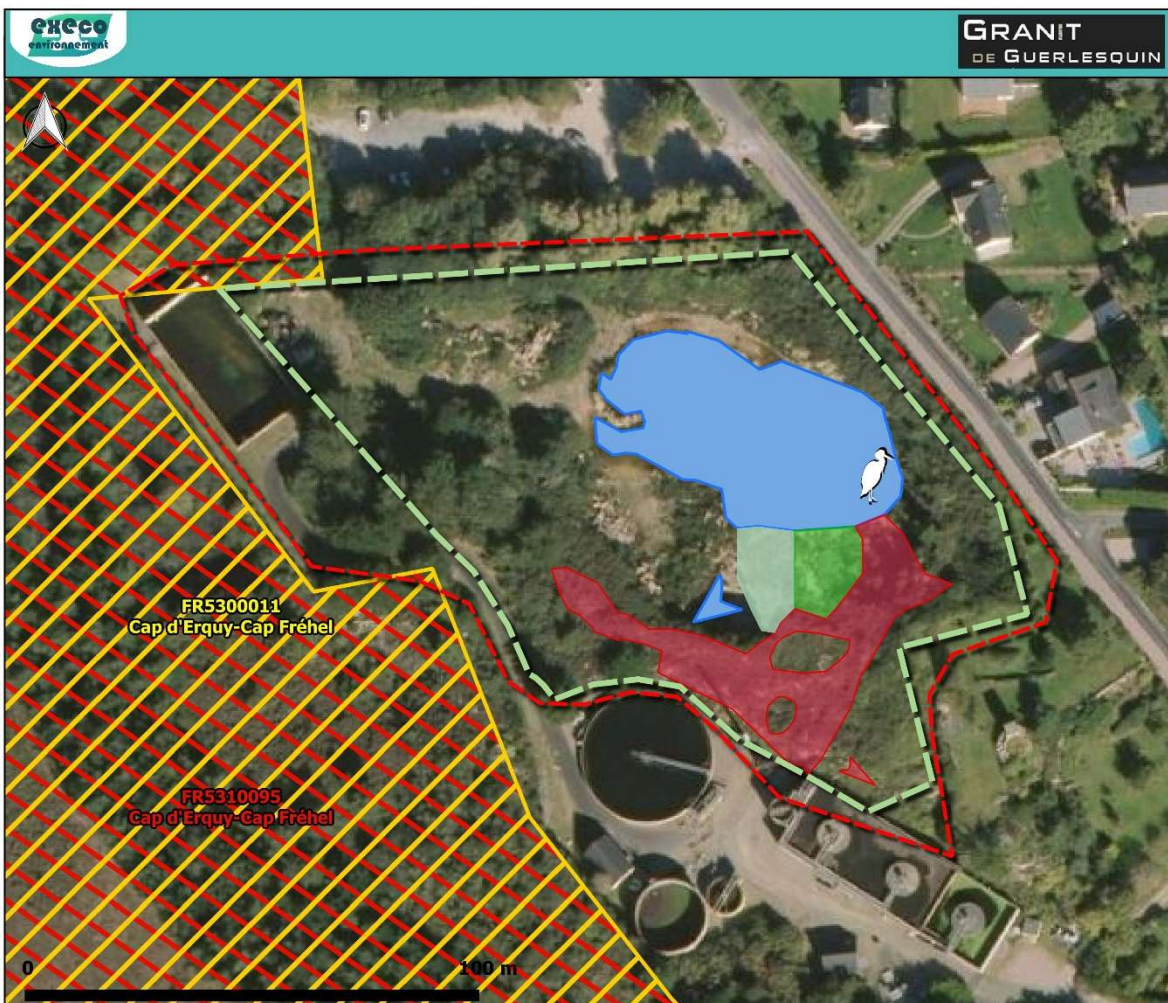 execo
environnement
GRANIT
DE GUERLESQUIN
FR5300011
Cap d'Erquy-Cap Fréhel
FR5310095
Cap d'Erquy-Cap Fréhel
0
100 m